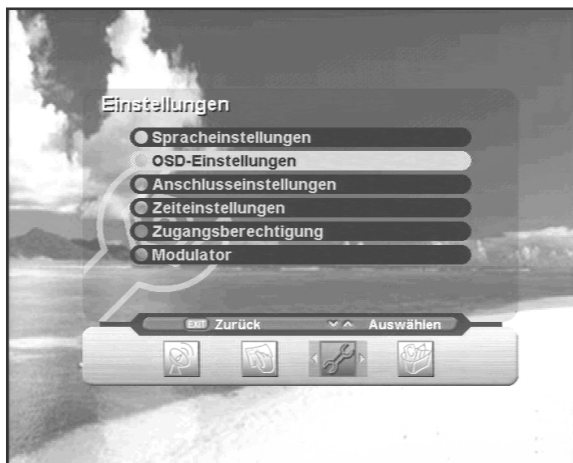 Einstellungen
Spracheinstellungen
OSD-Einstellungen
Anschlusseinstellungen
Zeiteinstellungen
Zugangsberechtigung
Modulator
EXIT Zurück Auswählen